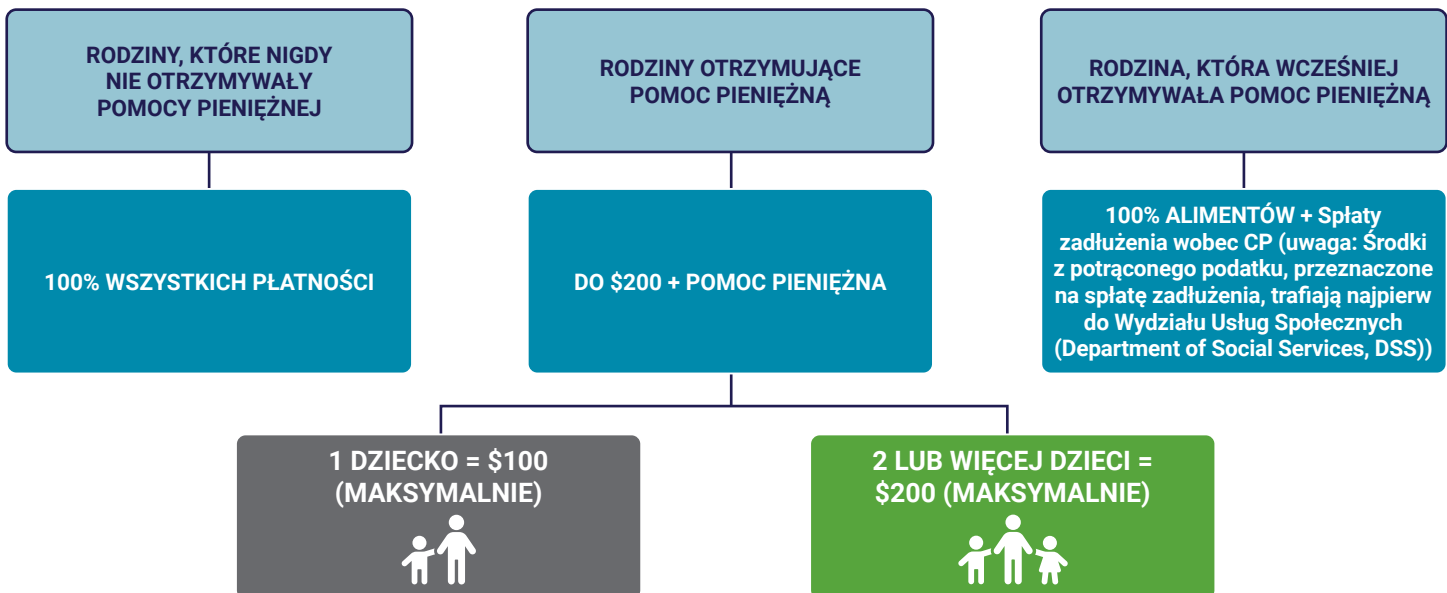 RODZINY, KTÓRE NIGDY
NIE OTRZYMYWAŁY
POMOCY PIENIĘŻNEJ
100% WSZYSTKICH PŁATNOŚCI
RODZINY OTRZYMUJĄCE
POMOC PIENIĘŻNĄ
DO $200 + POMOC PIENIĘŻNA
1 DZIECKO = $100
(MAKSYMALNIE)
2 LUB WIĘCEJ DZIECI =
$200 (MAKSYMALNIE)
RODZINA, KTÓRA WCZEŚNIEJ
OTRZYMYWAŁA POMOC PIENIĘŻNĄ
100% ALIMENTÓW + Spłaty
zadłużenia wobec CP (uwaga: Środki
z potrąconego podatku, przeznaczone
na spłatę zadłużenia, trafiają najpierw
do Wydziału Usług Społecznych
(Department of Social Services, DSS))